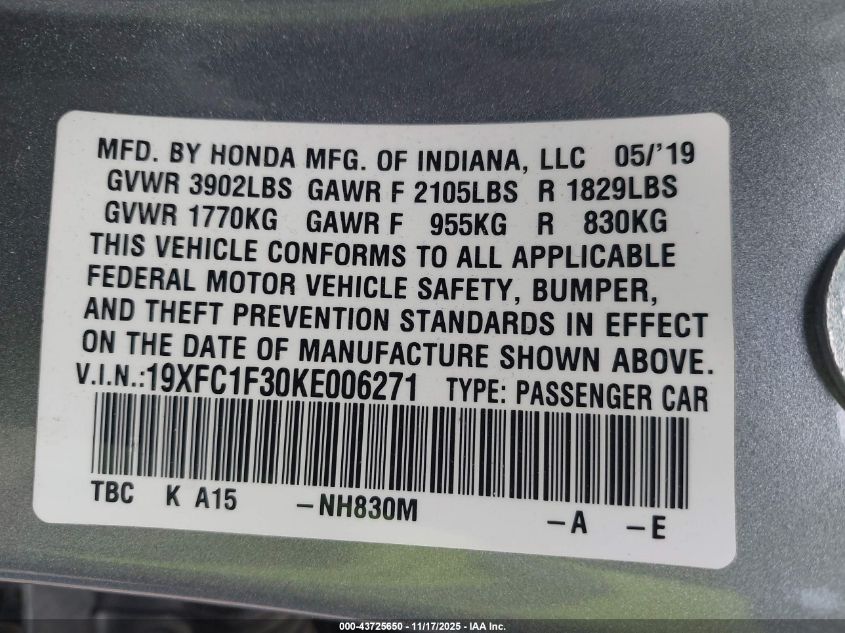 MFD. BY HONDA MFG. OF INDIANA, LLC 05/'19
GVWR 3902LBS GAWR F 2105LBS R 1829LBS
GVWR 1770KG GAWR F 955KG R 830KG
THIS VEHICLE CONFORMS TO ALL APPLICABLE
FEDERAL MOTOR VEHICLE SAFETY, BUMPER,
AND THEFT PREVENTION STANDARDS IN EFFECT
ON THE DATE OF MANUFACTURE SHOWN ABOVE.
V.I.N.:19XFC1F30KE006271 TYPE: PASSENGER CAR
TBC K A15 -NH830M -A -E
000-43725650 - 11/17/2025 - IAA Inc.